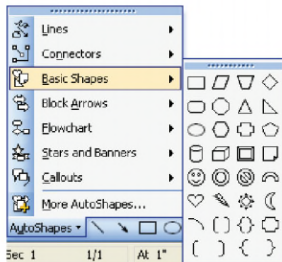 Lines
Connectors
Basic Shapes
Block Arrows
Flowchart
Stars and Banners
Callouts
More AutoShapes...
AutoShapes
Sec 1 1/1 At 1"